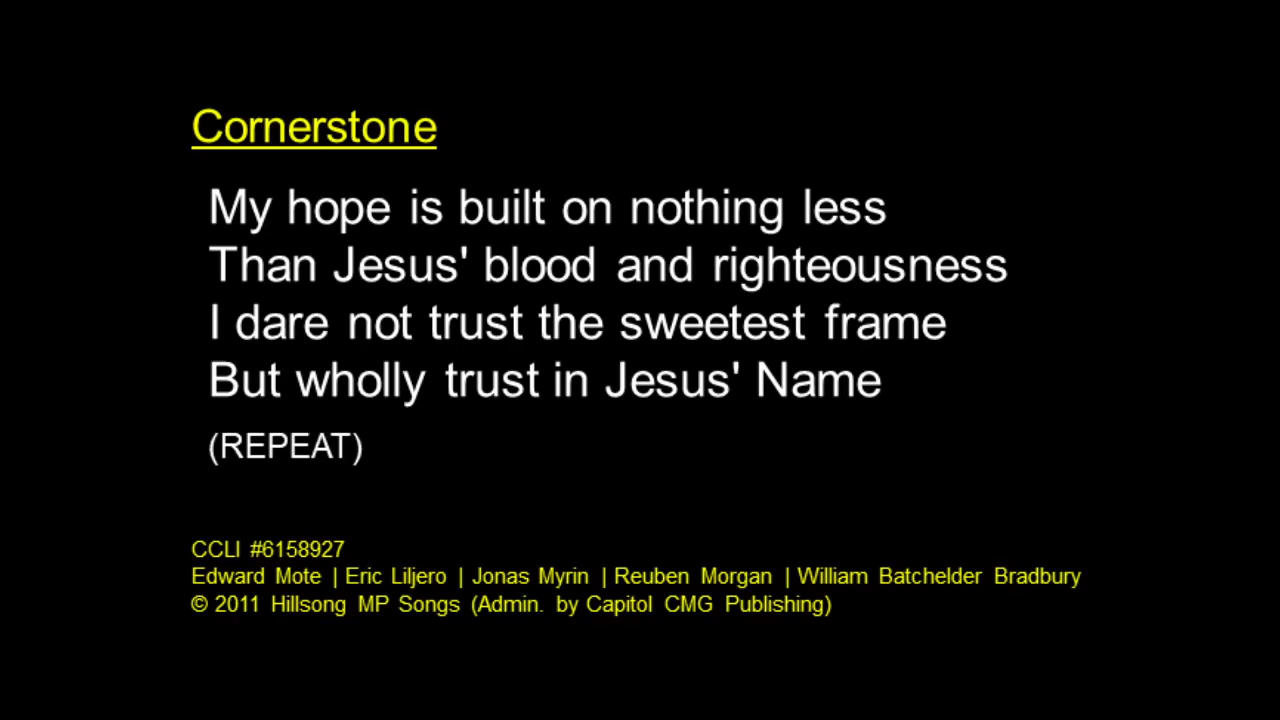 Cornerstone
My hope is built on nothing less
Than Jesus' blood and righteousness
I dare not trust the sweetest frame
But wholly trust in Jesus' Name
(REPEAT)
CCLI #6158927
Edward Mote | Eric Liljero | Jonas Myrin | Reuben Morgan | William Batchelder Bradbury
© 2011 Hillsong MP Songs (Admin. by Capitol CMG Publishing)